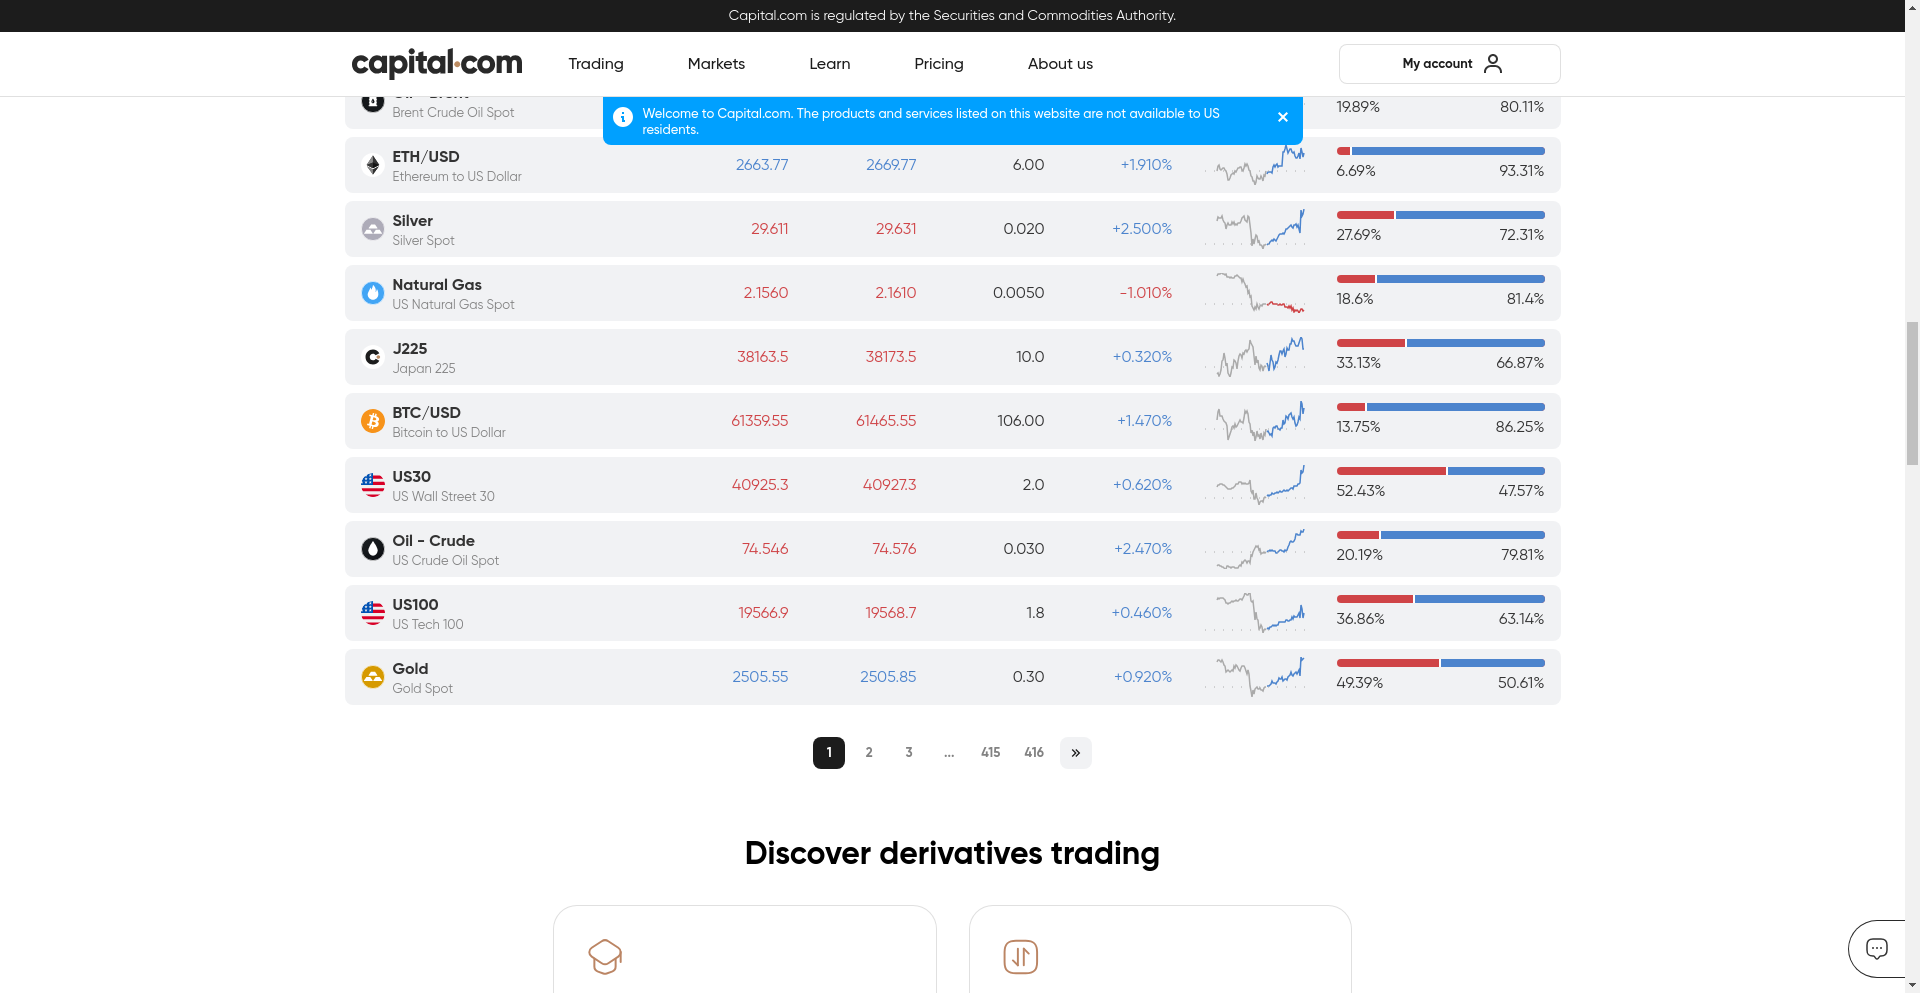 Capital.com is regulated by the Securities and Commodities Authority.
capital.com
Trading
Markets
Learn
Pricing
About us
My account
Welcome to Capital.com. The products and services listed on this website are not available to US
residents.
Brent Crude Oil Spot
19.89%
80.11%
ETH/USD
Ethereum to US Dollar
2663.77
2669.77
6.00
+1.910%
6.69%
93.31%
Silver
Silver Spot
29.611
29.631
0.020
+2.500%
27.69%
72.31%
Natural Gas
US Natural Gas Spot
2.1560
2.1610
0.0050
-1.010%
18.6%
81.4%
J225
Japan 225
38163.5
38173.5
10.0
+0.320%
33.13%
66.87%
BTC/USD
Bitcoin to US Dollar
61359.55
61465.55
106.00
+1.470%
13.75%
86.25%
US30
US Wall Street 30
40925.3
40927.3
2.0
+0.620%
52.43%
47.57%
Oil - Crude
US Crude Oil Spot
74.546
74.576
0.030
+2.470%
20.19%
79.81%
US100
US Tech 100
19566.9
19568.7
1.8
+0.460%
36.86%
63.14%
Gold
Gold Spot
2505.55
2505.85
0.30
+0.920%
49.39%
50.61%
1 2 3 ... 415 416 »
Discover derivatives trading